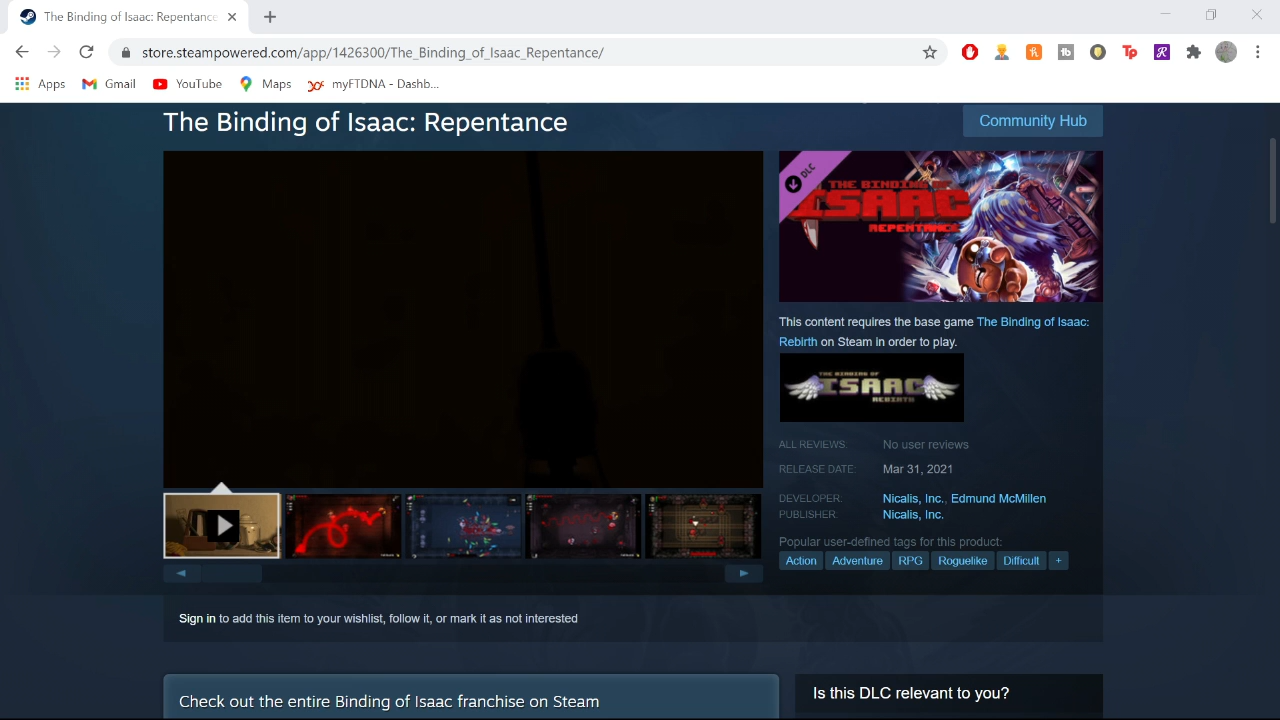 The Binding of Isaac: Repentance
store.steampowered.com/app/1426300/The_Binding_of_Isaac_Repentance/
Apps Gmail YouTube Maps myFTDNA - Dashb...
The Binding of Isaac: Repentance
Community Hub
DLC
THE BINDING OF
ISAAC
REPENTANCE
This content requires the base game The Binding of Isaac:
Rebirth on Steam in order to play.
THE BINDING OF
ISAAC
REBIRTH
ALL REVIEWS: No user reviews
RELEASE DATE: Mar 31, 2021
DEVELOPER: Nicalis, Inc., Edmund McMillen
PUBLISHER: Nicalis, Inc.
Popular user-defined tags for this product:
Action Adventure RPG Roguelike Difficult +
Sign in to add this item to your wishlist, follow it, or mark it as not interested
Check out the entire Binding of Isaac franchise on Steam
Is this DLC relevant to you?